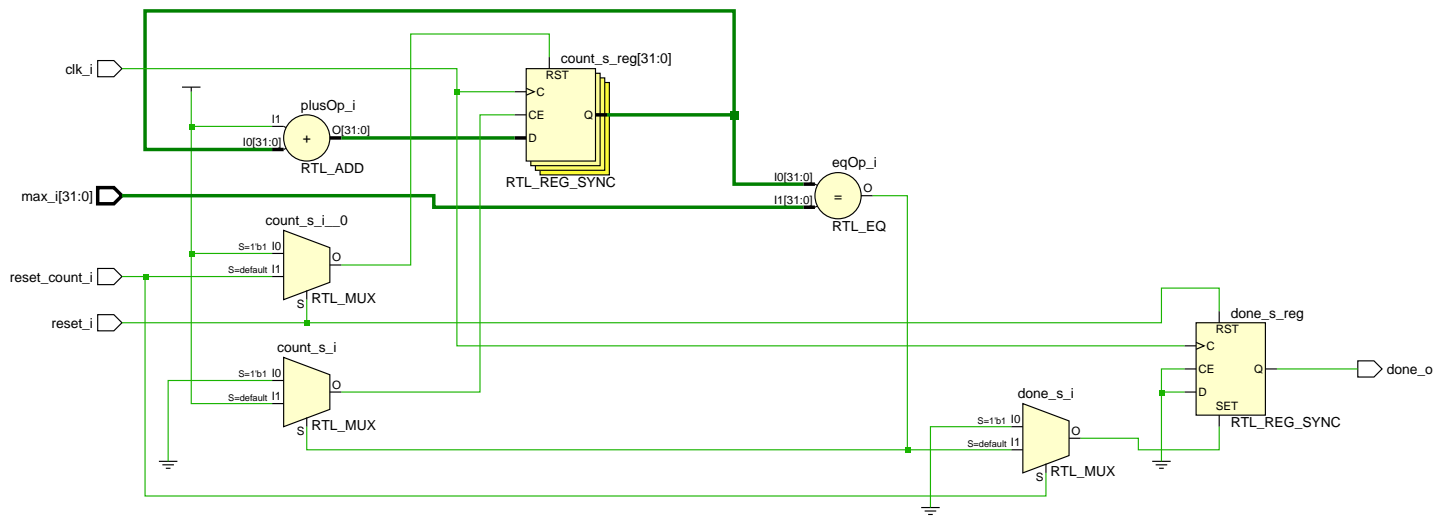 clk_i
max_i[31:0]
reset_count_i
reset_i
plusOp_i
I1
I0[31:0]
+
O[31:0]
RTL_ADD
count_s_reg[31:0]
RST
C
CE
D
Q
RTL_REG_SYNC
eqOp_i
I0[31:0]
I1[31:0]
=
O
RTL_EQ
count_s_i__0
S=1'b1 I0
S=default I1
O
S
RTL_MUX
count_s_i
S=1'b1 I0
S=default I1
O
S
RTL_MUX
done_s_i
S=1'b1 I0
S=default I1
O
S
RTL_MUX
done_s_reg
RST
C
CE
D
Q
SET
RTL_REG_SYNC
done_o